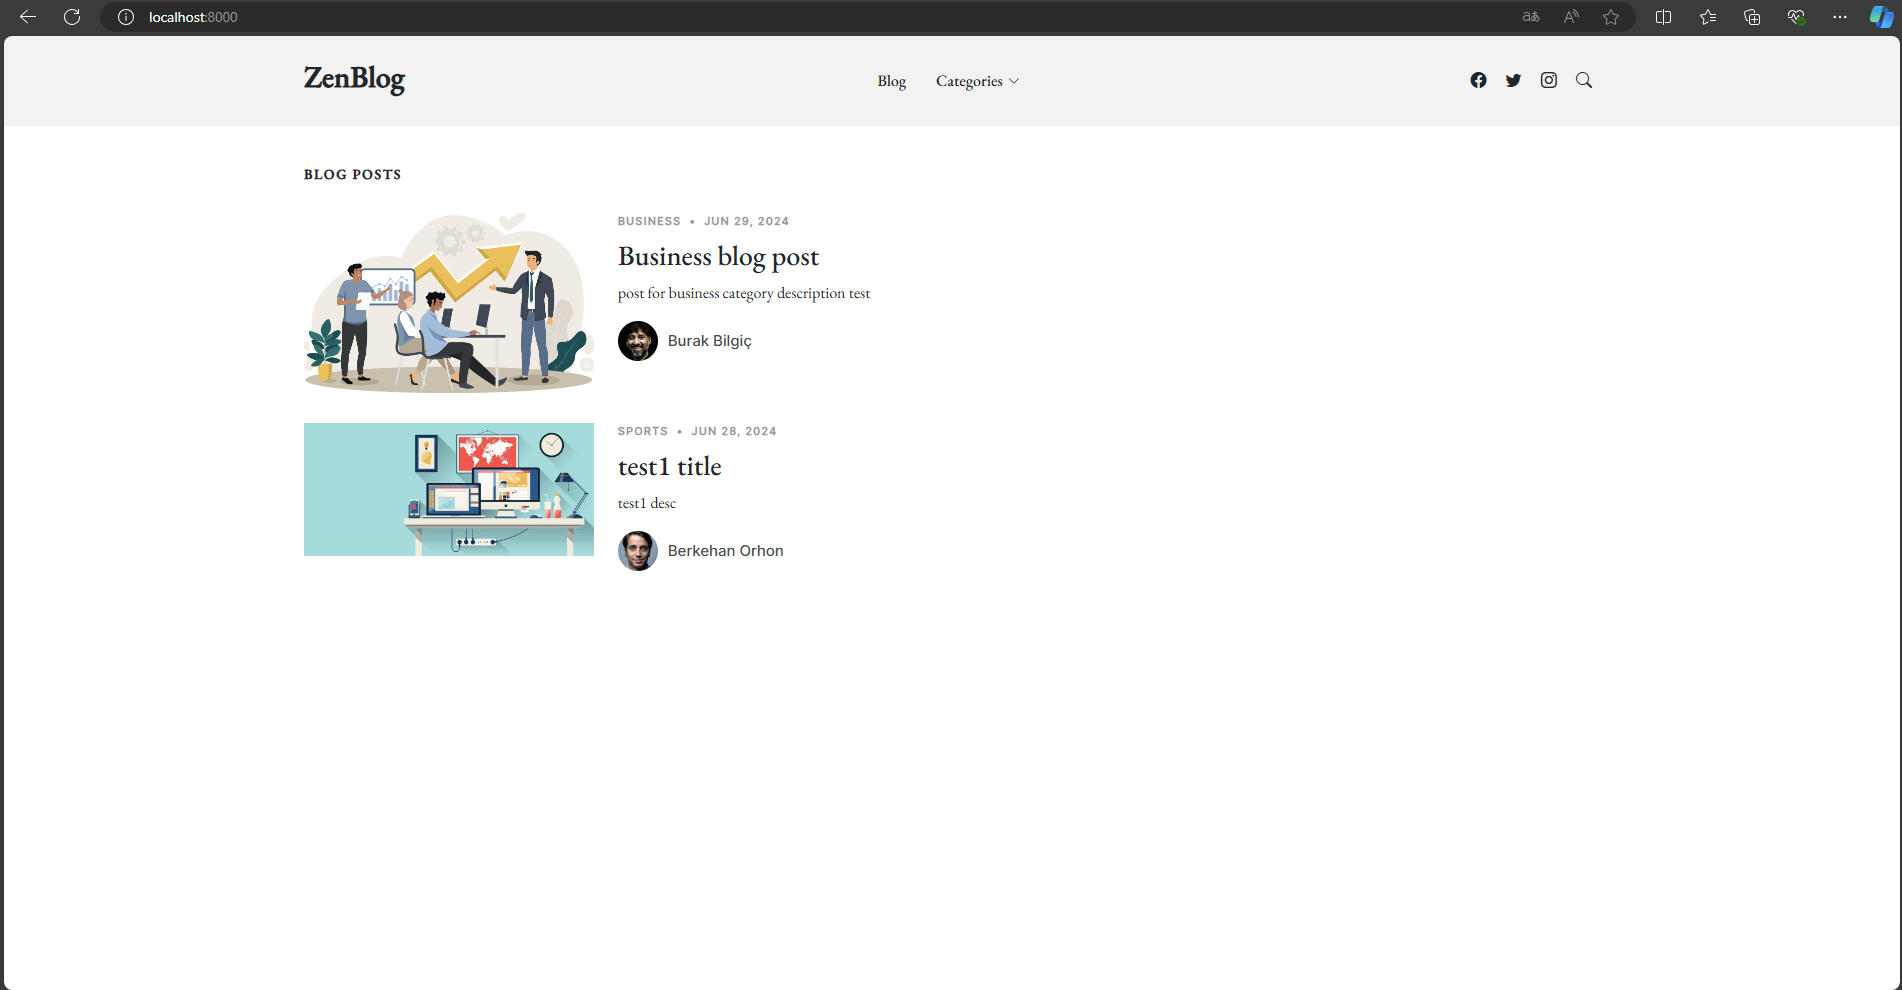 localhost:8000
ZenBlog
Blog
Categories
BLOG POSTS
BUSINESS • JUN 29, 2024
Business blog post
post for business category description test
Burak Bilgiç
SPORTS • JUN 28, 2024
test1 title
test1 desc
Berkehan Orhon